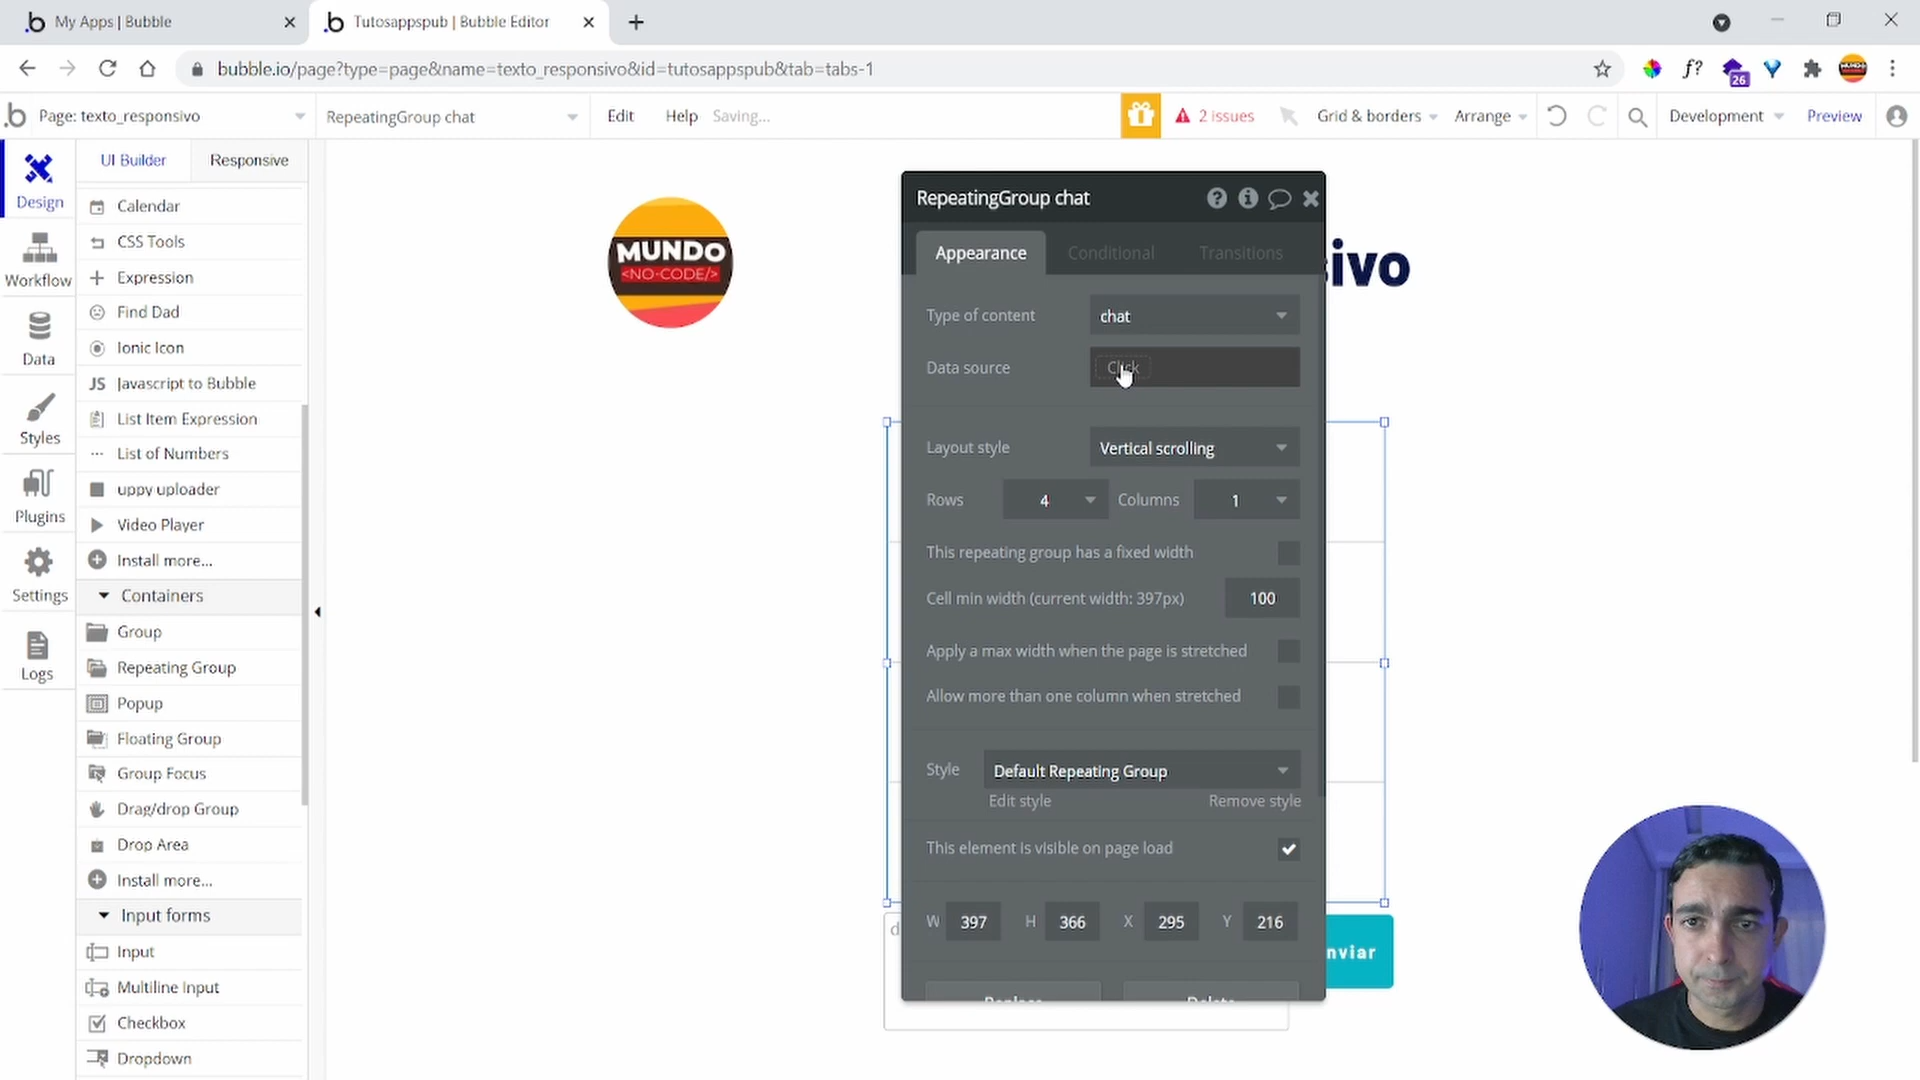 My Apps | Bubble
Tutosappspub | Bubble Editor
bubble.io/page?type=page&name=texto_responsivo&id=tutosappspub&tab=tabs-1
f?
26
Page: texto_responsivo
RepeatingGroup chat
Edit
Help
Saving...
2 issues
Grid & borders
Arrange
Development
Preview
UI Builder
Responsive
Design
Workflow
Data
Styles
Plugins
Settings
Logs
Calendar
CSS Tools
Expression
Find Dad
Ionic Icon
JS Javascript to Bubble
List Item Expression
List of Numbers
uppy uploader
Video Player
Install more...
Containers
Group
Repeating Group
Popup
Floating Group
Group Focus
Drag/drop Group
Drop Area
Install more...
Input forms
Input
Multiline Input
Checkbox
Dropdown
MUNDO
<NO-CODE/>
sivo
RepeatingGroup chat
Appearance
Conditional
Transitions
Type of content
chat
Data source
Click
Layout style
Vertical scrolling
Rows
4
Columns
1
This repeating group has a fixed width
Cell min width (current width: 397px)
100
Apply a max width when the page is stretched
Allow more than one column when stretched
Style
Default Repeating Group
Edit style
Remove style
This element is visible on page load
W
397
H
366
X
295
Y
216
Replace
Delete
d
nviar